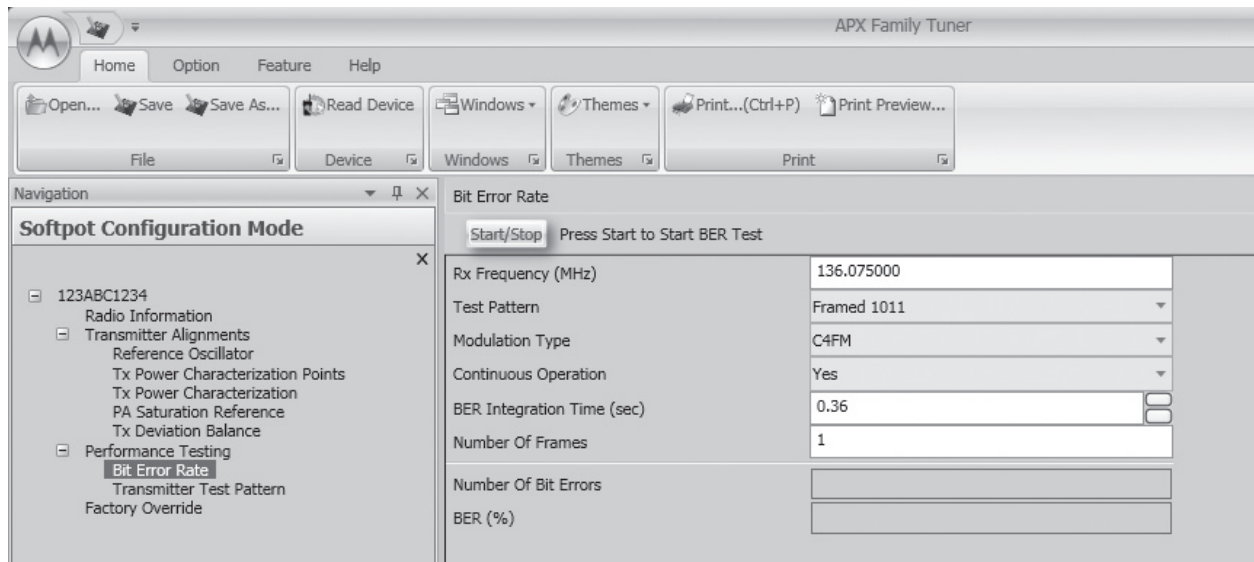 APX Family Tuner
Home Option Feature Help
Open... Save Save As... Read Device Windows Themes Print...(Ctrl+P) Print Preview...
File Device Windows Themes Print
Navigation
Softpot Configuration Mode
123ABC1234
Radio Information
Transmitter Alignments
Reference Oscillator
Tx Power Characterization Points
Tx Power Characterization
PA Saturation Reference
Tx Deviation Balance
Performance Testing
Bit Error Rate
Transmitter Test Pattern
Factory Override
Bit Error Rate
Start/Stop Press Start to Start BER Test
Rx Frequency (MHz) 136.075000
Test Pattern Framed 1011
Modulation Type C4FM
Continuous Operation Yes
BER Integration Time (sec) 0.36
Number Of Frames 1
Number Of Bit Errors
BER (%)